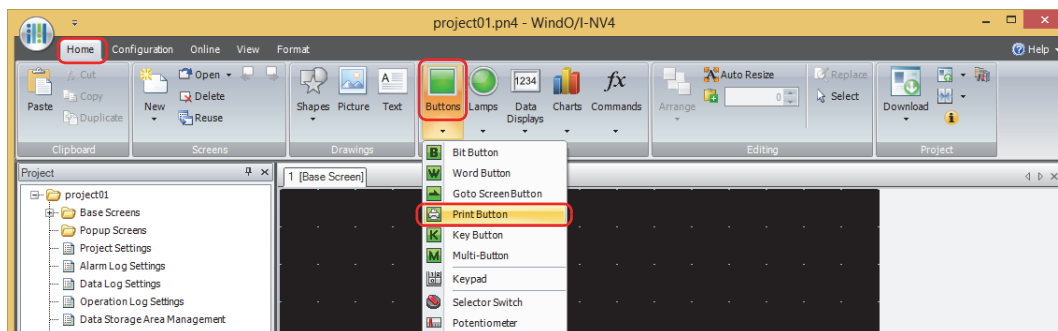 project01.pn4 - WindO/I-NV4
Home Configuration Online View Format Help
Cut
Copy
Duplicate
Paste
Clipboard
New
Open
Delete
Reuse
Screens
Shapes Picture Text
Drawings
Buttons Lamps Data Displays Charts Commands
Arrange
Auto Resize
0
Replace
Select
Editing
Download
Project
Project
1 [Base Screen]
project01
Base Screens
Popup Screens
Project Settings
Alarm Log Settings
Data Log Settings
Operation Log Settings
Data Storage Area Management
B Bit Button
W Word Button
Goto Screen Button
Print Button
K Key Button
M Multi-Button
Keypad
Selector Switch
Potentiometer